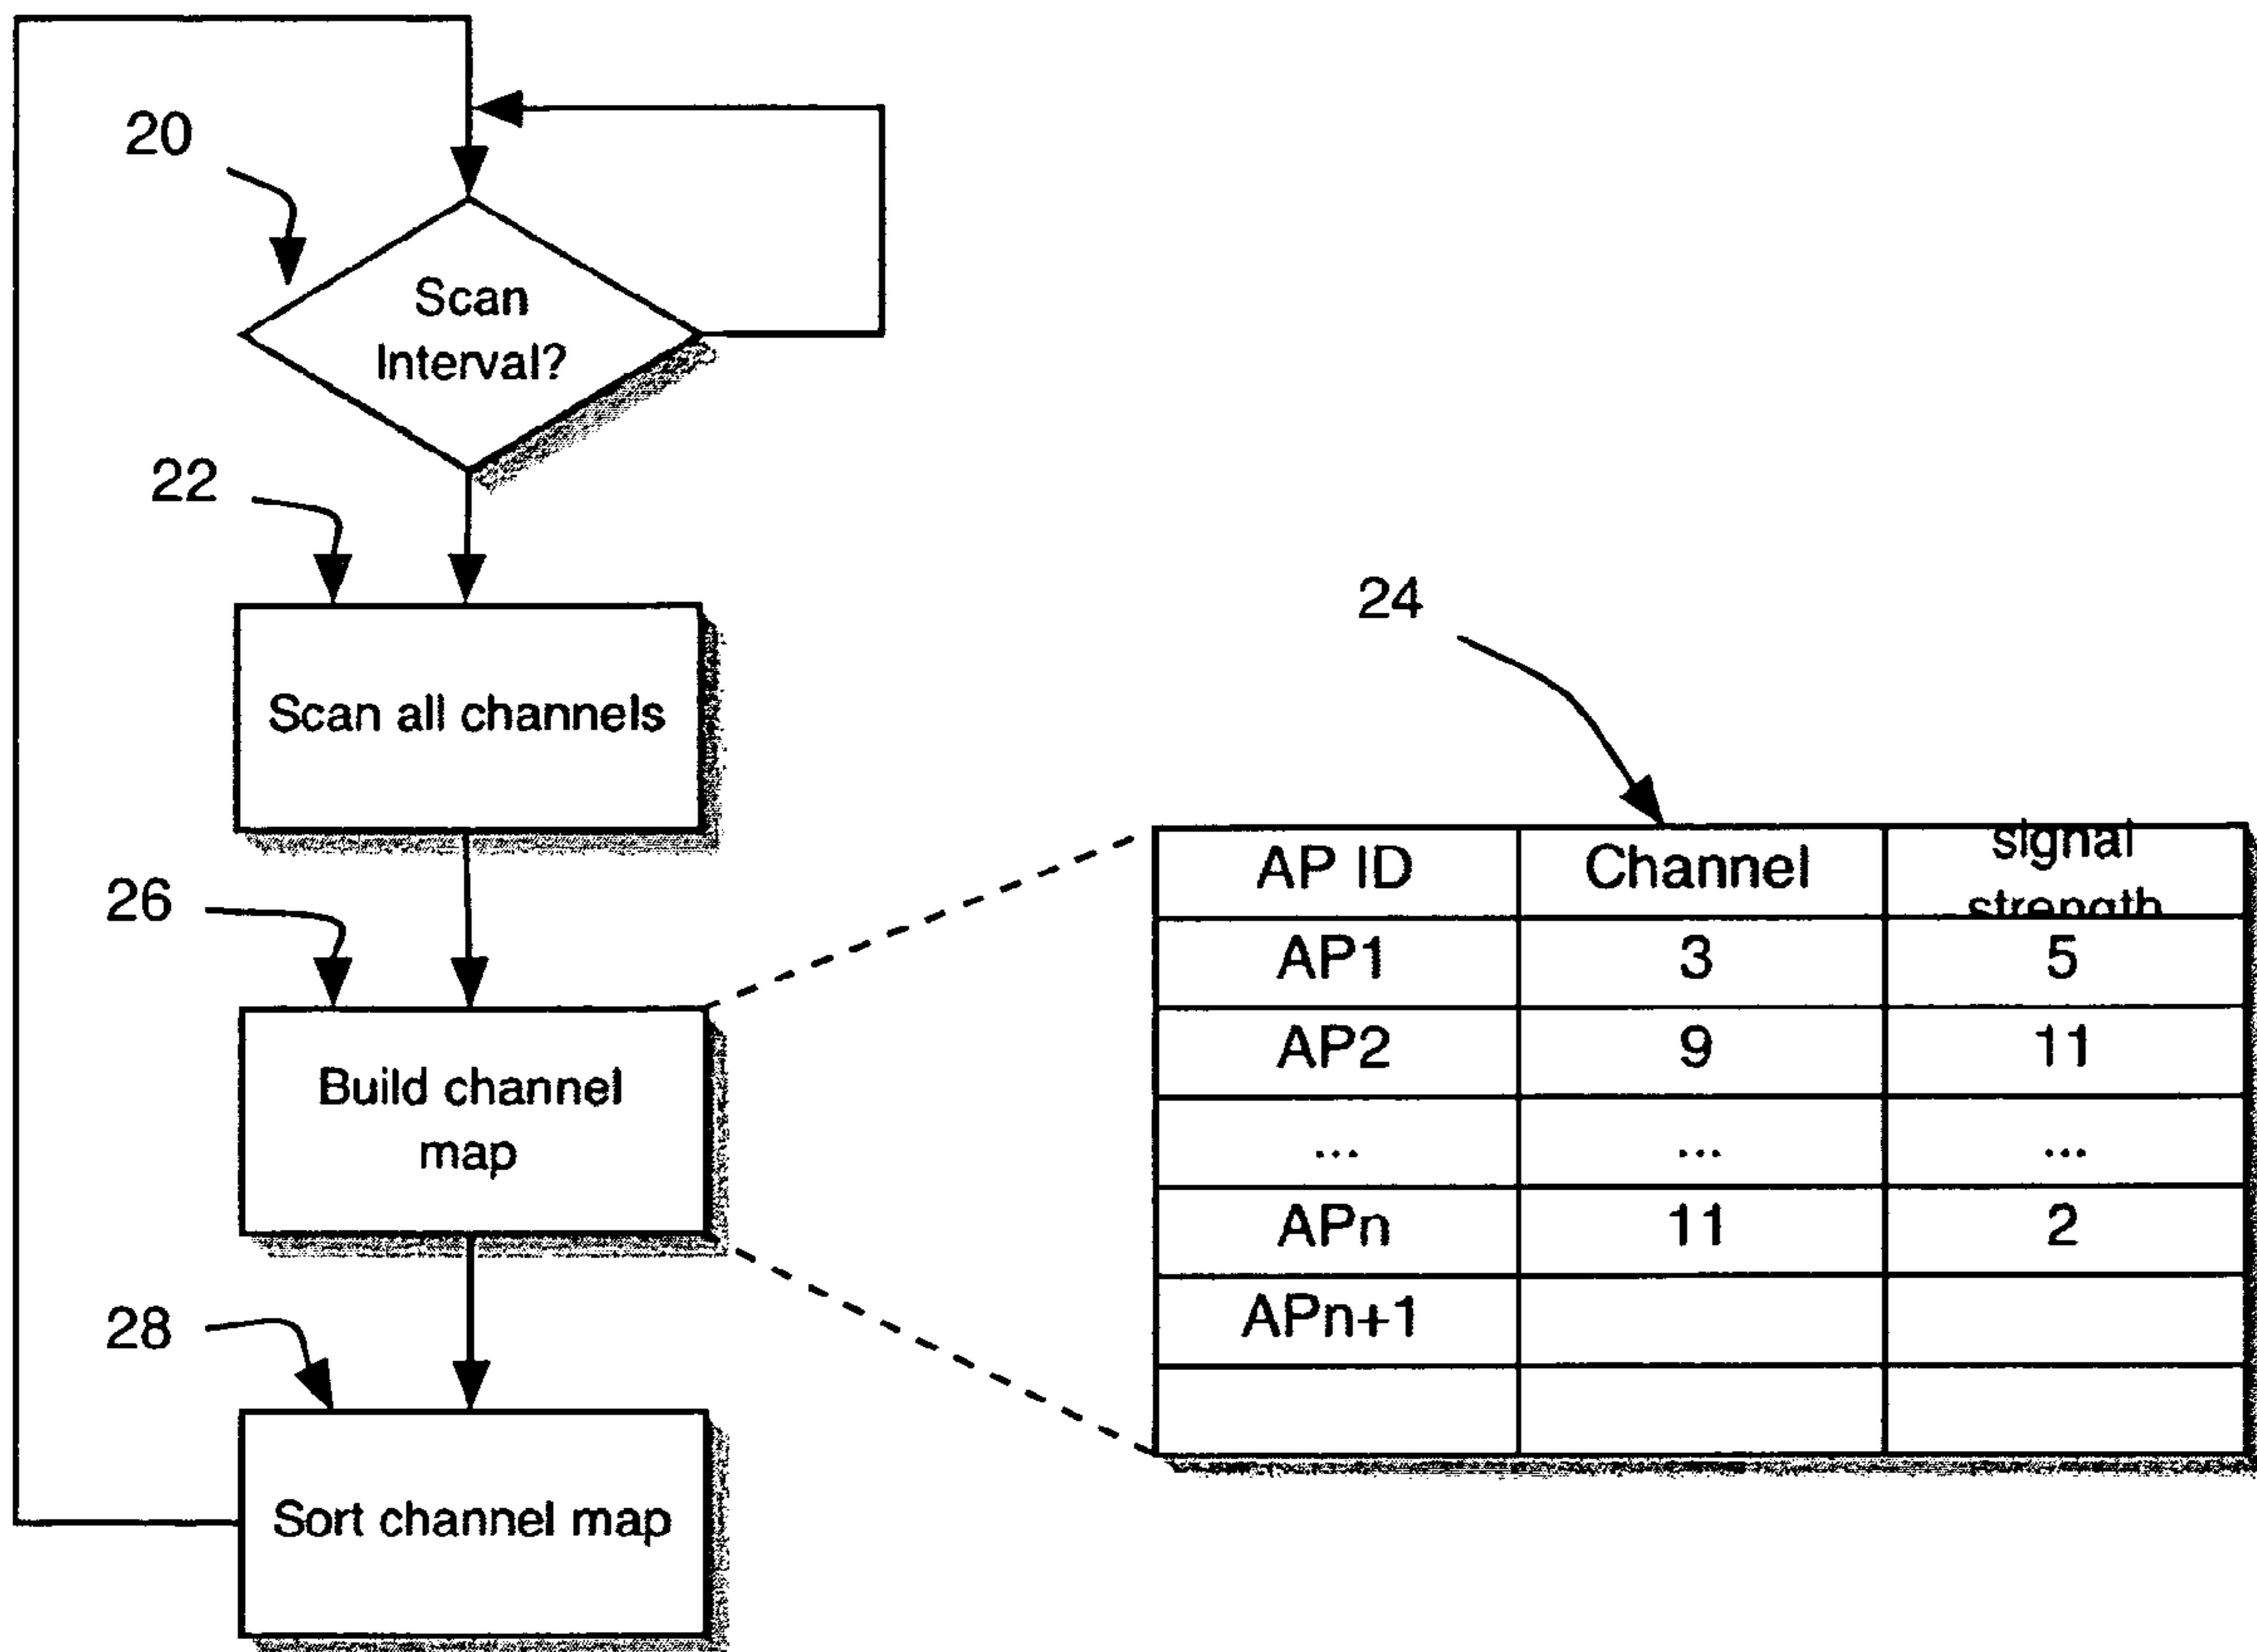 20
Scan
Interval?
22
Scan all channels
24
26
Build channel
map
28
Sort channel map
AP ID Channel signal
strength
AP1 3 5
AP2 9 11
... ... ...
APn 11 2
APn+1